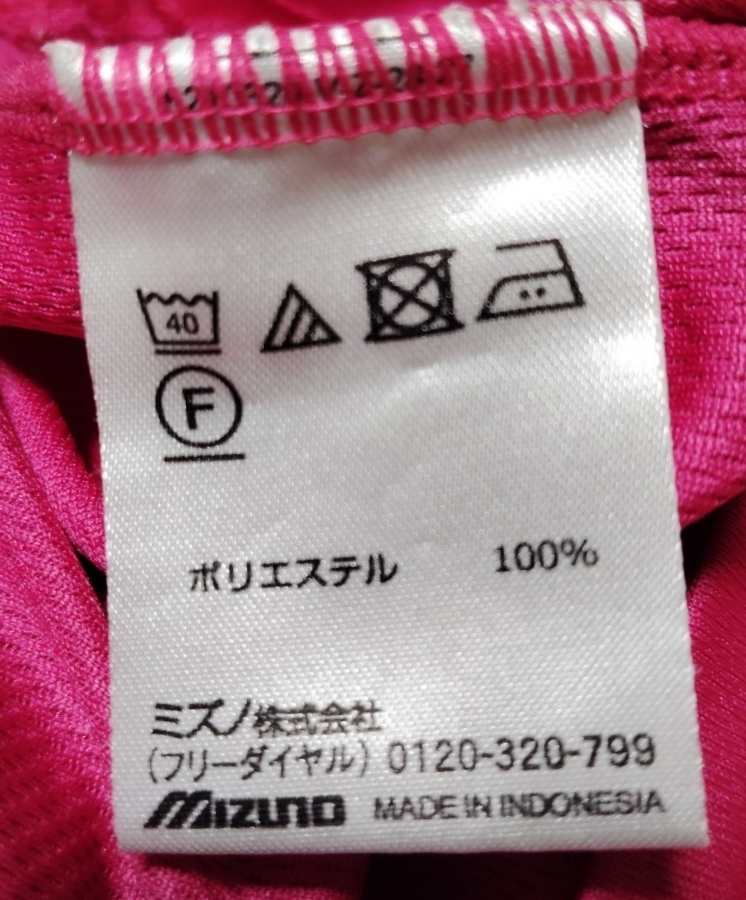 40
F
ポリエステル 100%
ミズノ株式会社
(フリーダイヤル) 0120-320-799
MIZUNO MADE IN INDONESIA